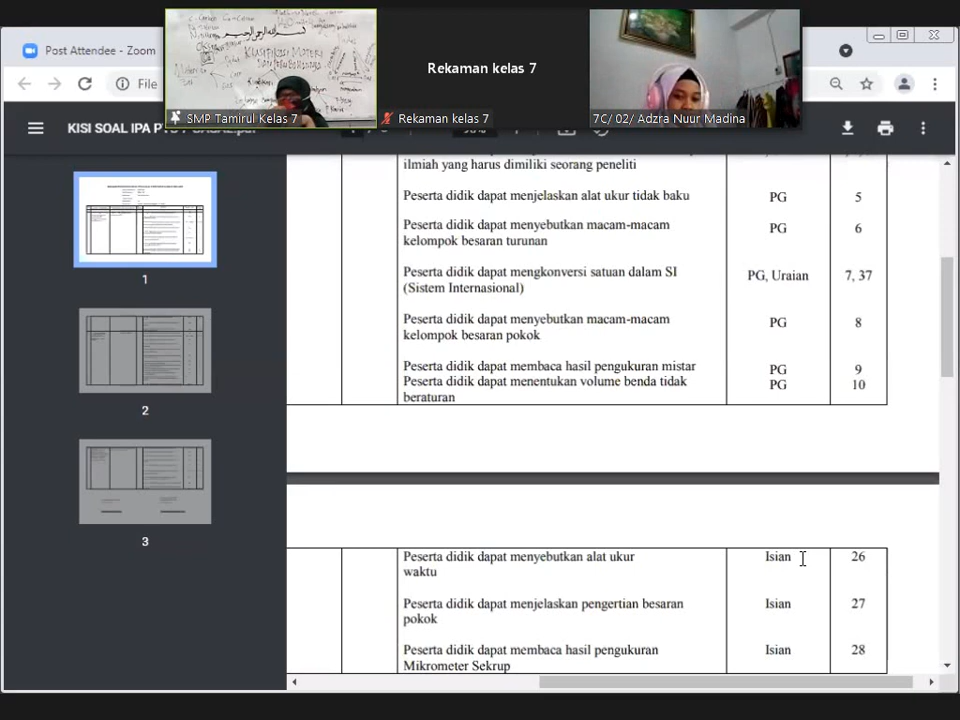 Post Attendee - Zoom
KISI SOAL IPA
SMP Tamirul Kelas 7
Rekaman kelas 7
Rekaman kelas 7
7C/ 02/ Adzra Nuur Madina
KLASIFIKASI MATERI
1
2
3
ilmiah yang harus dimiliki seorang peneliti
Peserta didik dapat menjelaskan alat ukur tidak baku PG 5
Peserta didik dapat menyebutkan macam-macam PG 6
kelompok besaran turunan
Peserta didik dapat mengkonversi satuan dalam SI PG, Uraian 7, 37
(Sistem Internasional)
Peserta didik dapat menyebutkan macam-macam PG 8
kelompok besaran pokok
Peserta didik dapat membaca hasil pengukuran mistar PG 9
Peserta didik dapat menentukan volume benda tidak PG 10
beraturan
Peserta didik dapat menyebutkan alat ukur Isian 26
waktu
Peserta didik dapat menjelaskan pengertian besaran Isian 27
pokok
Peserta didik dapat membaca hasil pengukuran Isian 28
Mikrometer Sekrup